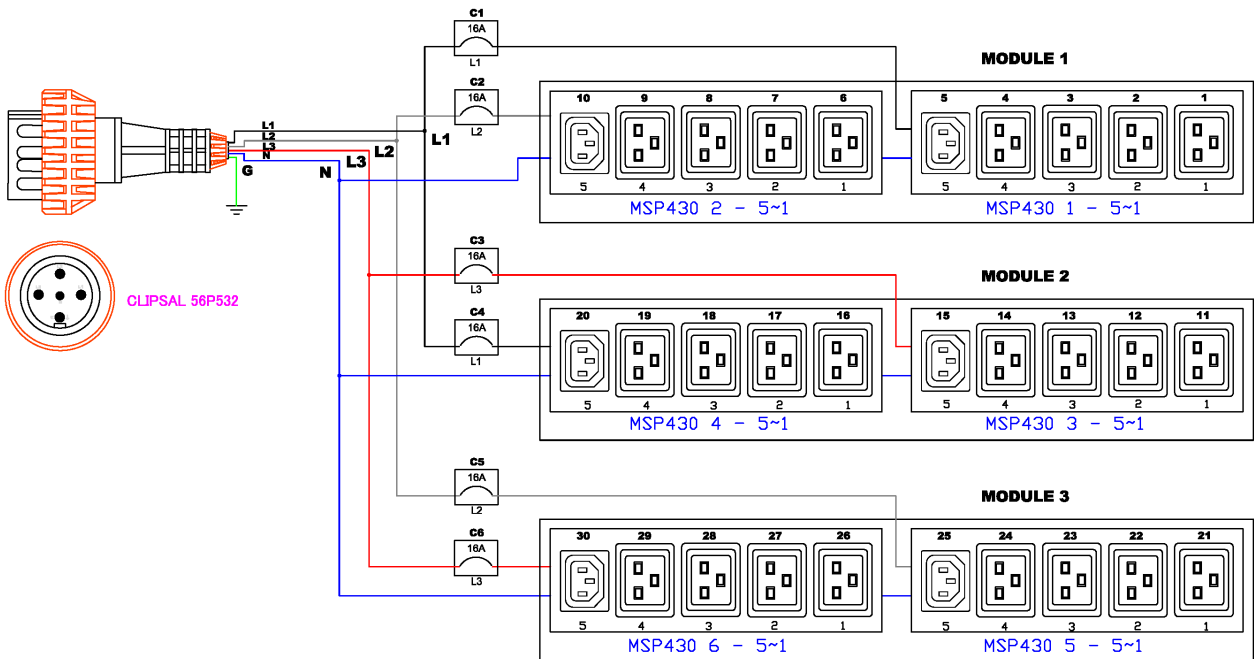 C1
16A
L1
MODULE 1
C2
16A
L2
10 9 8 7 6
5 4 3 2 1
5 4 3 2 1
5 4 3 2 1
MSP430 2 - 5~1
MSP430 1 - 5~1
L1
L2
L3
N
G
N
L3
L2
L1
CLIPSAL 56P532
C3
16A
L3
MODULE 2
C4
16A
L1
20 19 18 17 16
15 14 13 12 11
5 4 3 2 1
5 4 3 2 1
MSP430 4 - 5~1
MSP430 3 - 5~1
C5
16A
L2
MODULE 3
C6
16A
L3
30 29 28 27 26
25 24 23 22 21
5 4 3 2 1
5 4 3 2 1
MSP430 6 - 5~1
MSP430 5 - 5~1